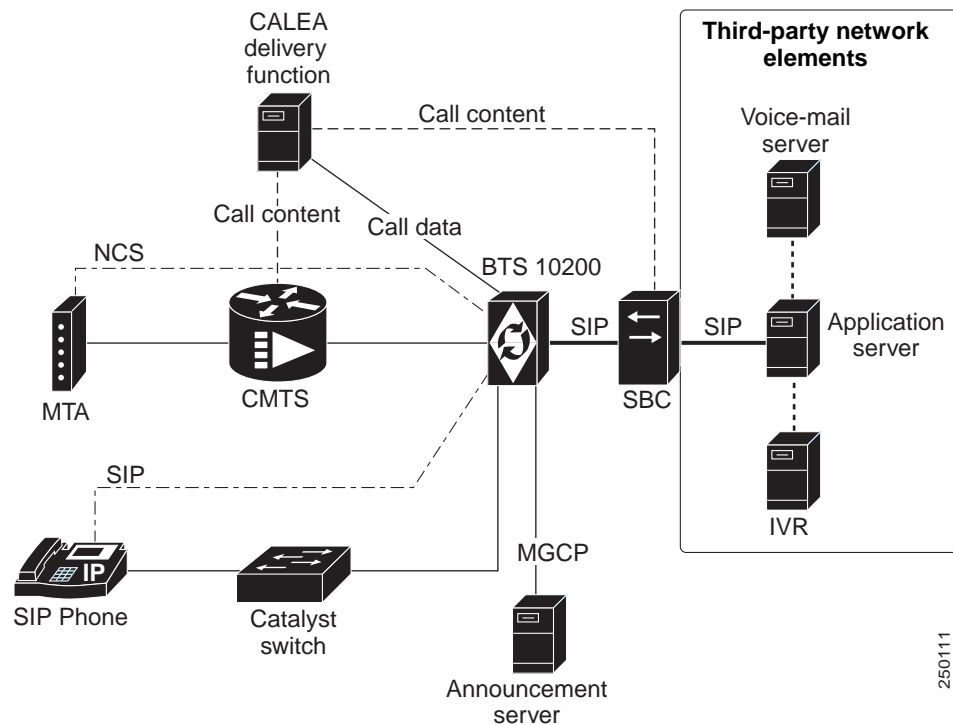 CALEA
delivery
function
Third-party network
elements
Call content
Voice-mail
server
Call content
Call data
NCS
BTS 10200
SIP
SIP
Application
server
MTA
CMTS
SBC
SIP
IVR
MGCP
IP
SIP Phone
Catalyst
switch
Announcement
server
250111